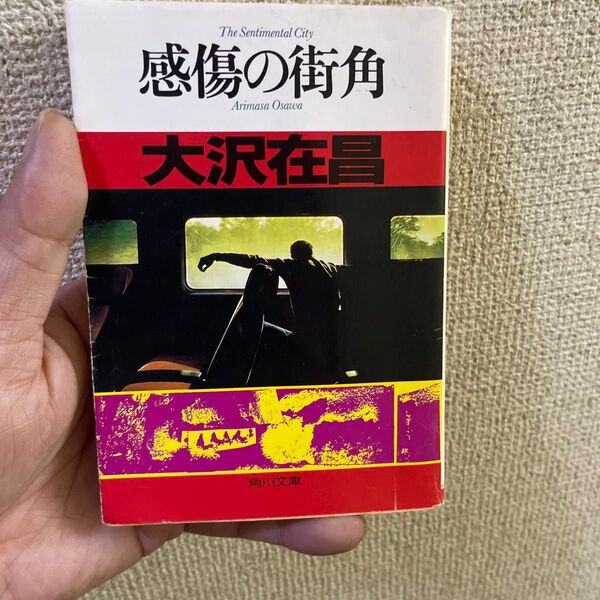 The Sentimental City
感傷の街角
Arimasa Osawa
大沢在昌
角川文庫